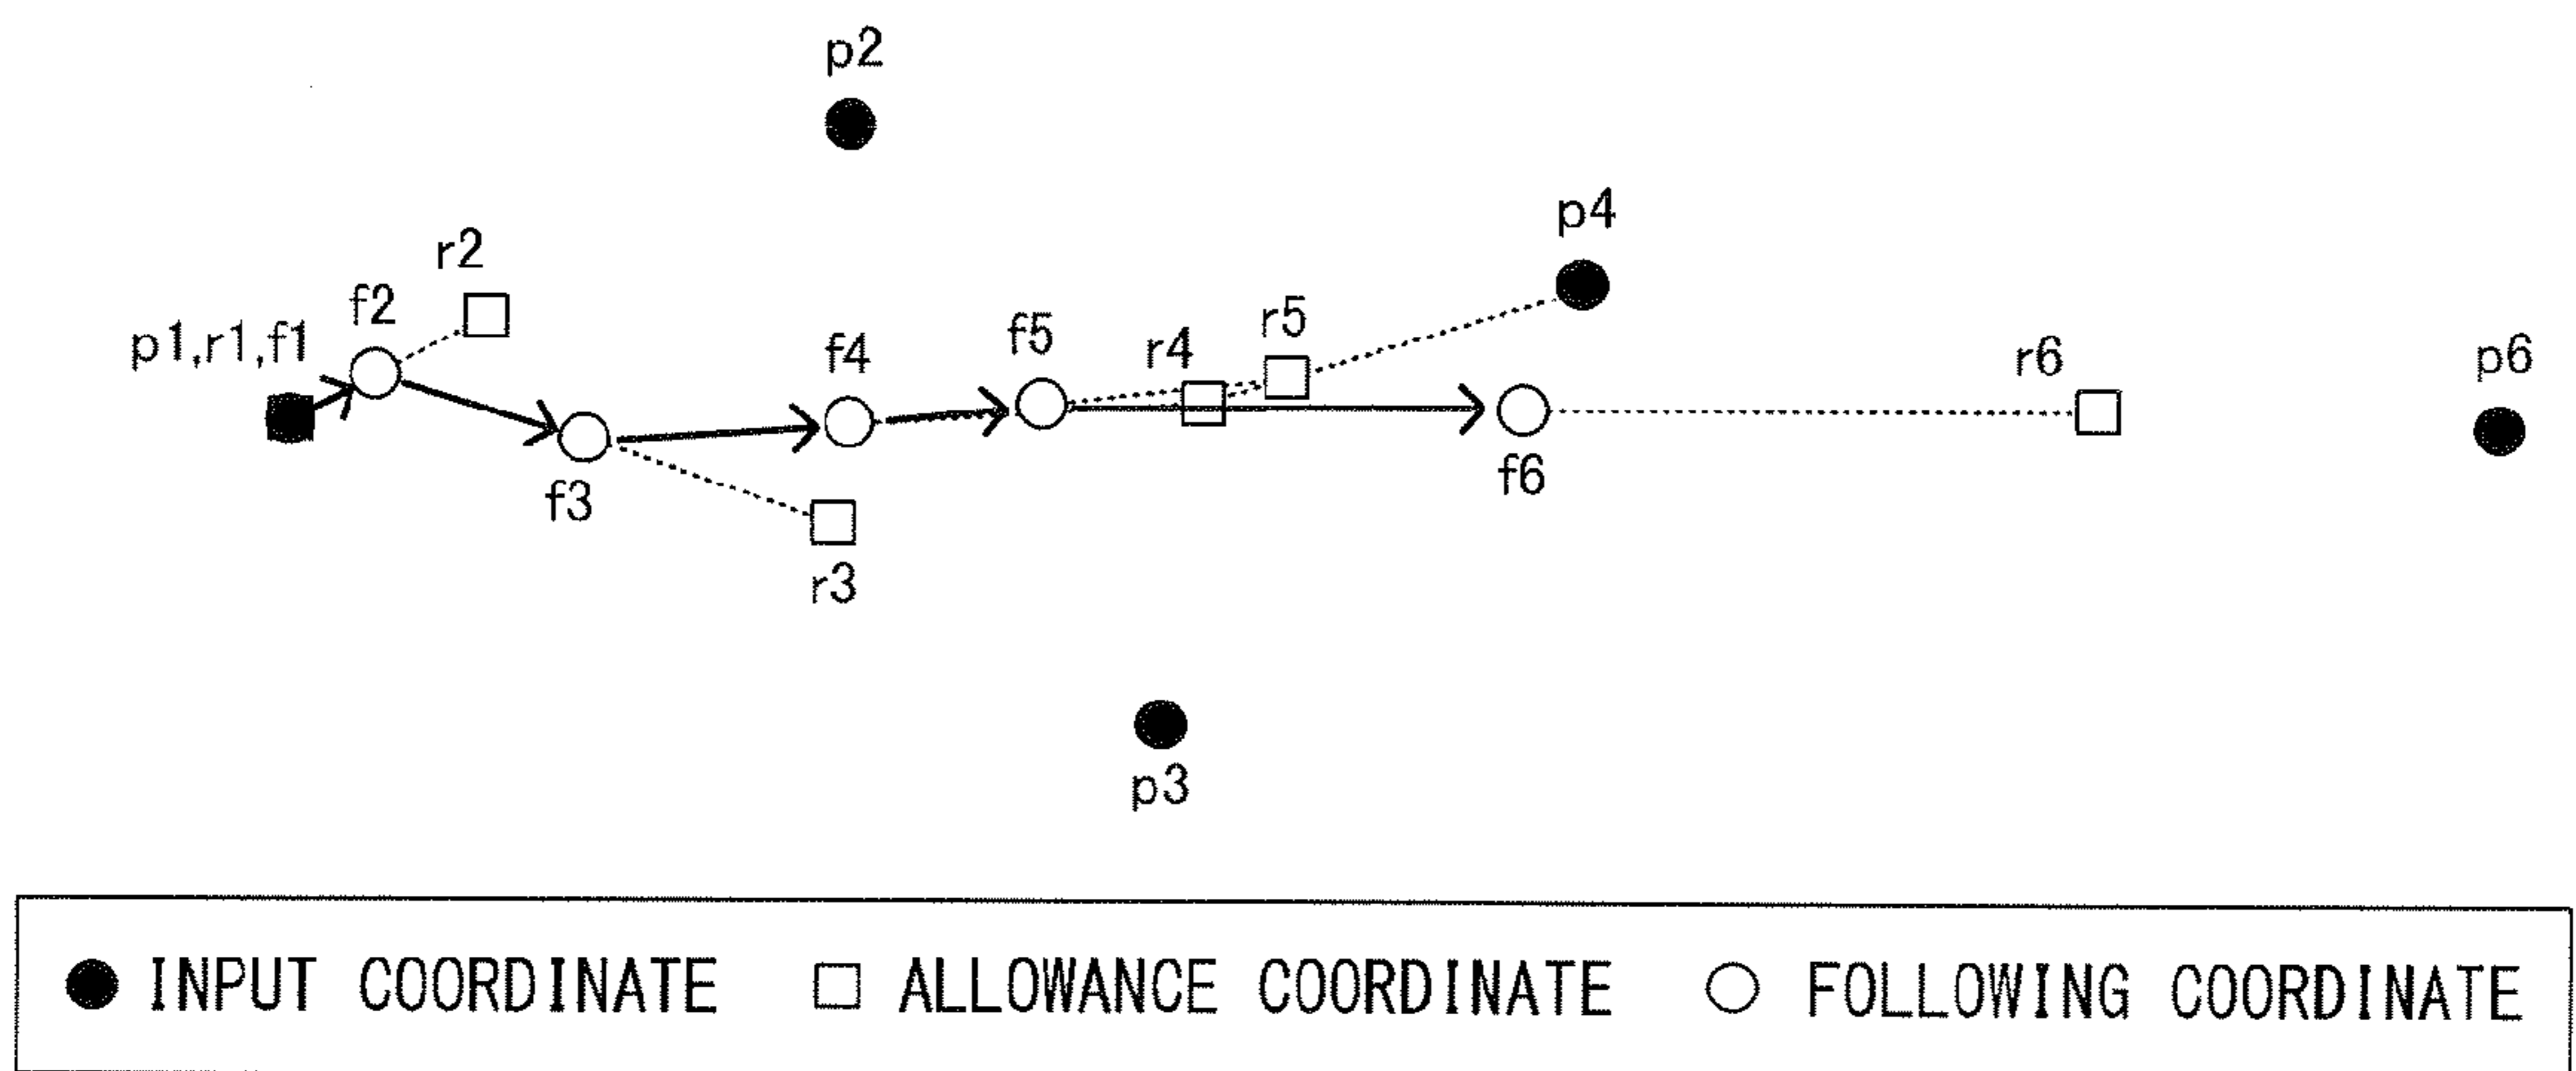 p2
p4
r2
f2
r5
p1,r1,f1
f4
f5
r4
r6
p6
f3
f6
r3
p3
INPUT COORDINATE
ALLOWANCE COORDINATE
FOLLOWING COORDINATE